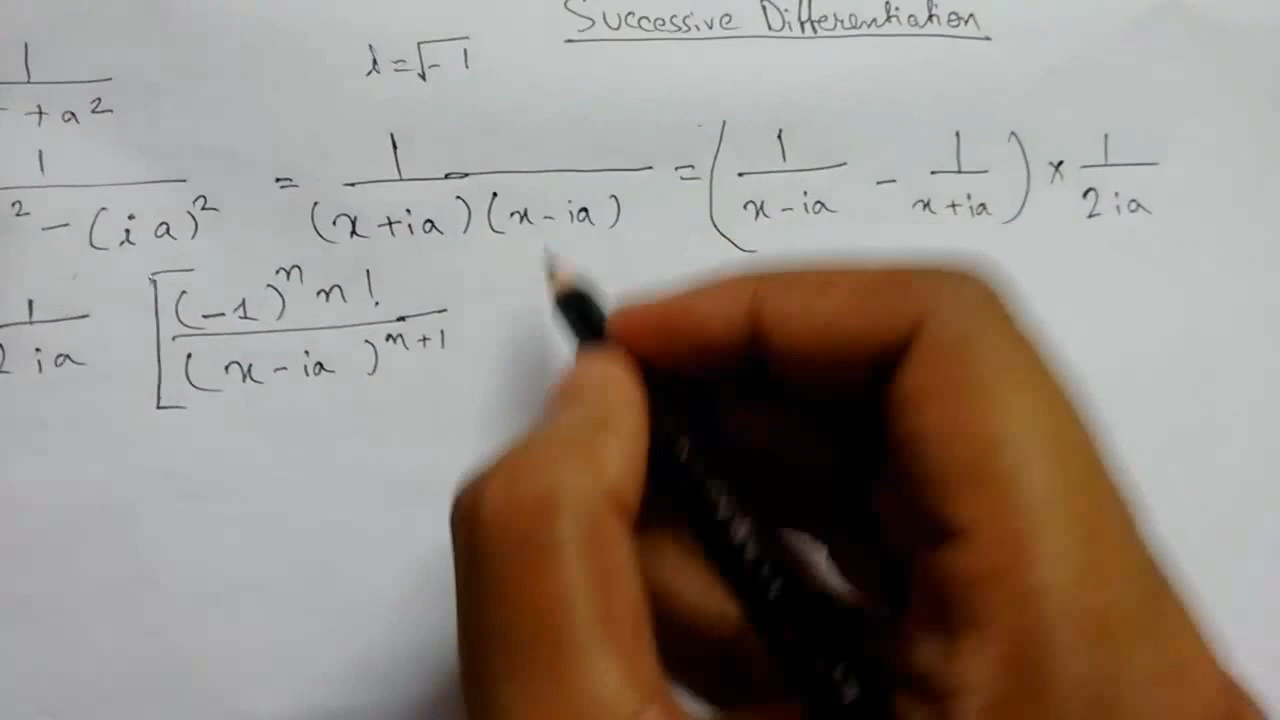 Successive Differentiation
1 / + a² i = √-1
1 / ² - (ia)² = 1 / (x+ia)(x-ia) = (1 / x-ia - 1 / x+ia) × 1 / 2ia
1 / 2ia [(-1)ⁿ n! / (x-ia)ⁿ⁺¹